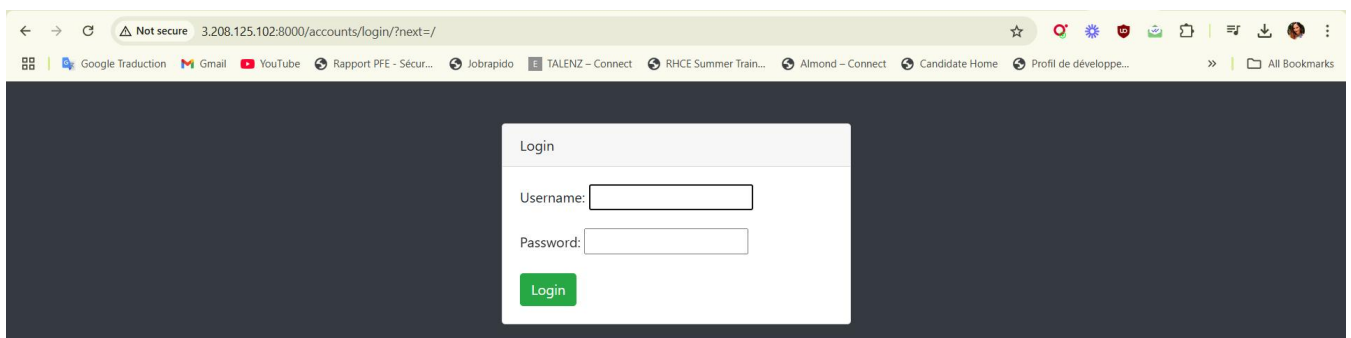 Not secure 3.208.125.102:8000/accounts/login/?next=/
Google Traduction Gmail YouTube Rapport PFE - Sécur... Jobrapido TALENZ – Connect RHCE Summer Train... Almond – Connect Candidate Home Profil de développe... » All Bookmarks
Login
Username:
Password:
Login